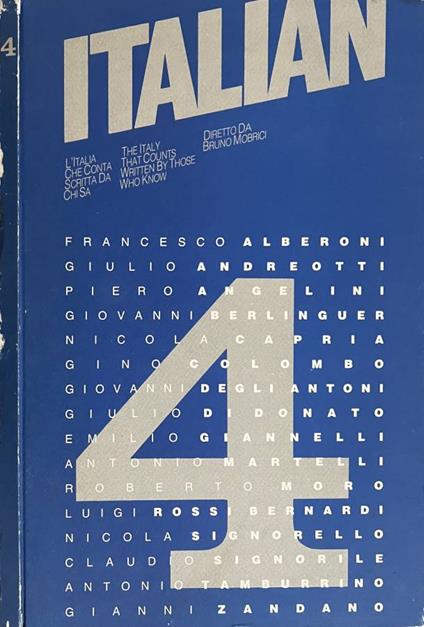 4
ITALIAN
L'ITALIA
CHE CONTA
SCRITTA DA
CHI SA
THE ITALY
THAT COUNTS
WRITTEN BY THOSE
WHO KNOW
DIRETTO DA
BRUNO MOBRICI
FRANCESCO ALBERONI
GIULIO ANDREOTTI
PIERO ANGELINI
GIOVANNI BERLINGUER
NICOLA CAPRIA
GINO COLOMBO
GIOVANNI DEGLI ANTONI
GIULIO DI DONATO
EMILIO GIANNELLI
ANTONIO MARTELLI
ROBERTO MORO
LUIGI ROSSI BERNARDI
NICOLA SIGNORELLO
CLAUDIO SIGNORILE
ANTONIO TAMBURRINO
GIANNI ZANDANO
4